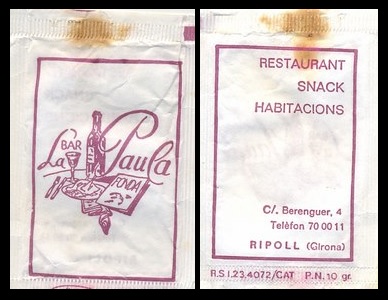 BAR
La Paula
FONDA
RESTAURANT
SNACK
HABITACIONS
C/. Berenguer, 4
Telèfon 70 00 11
RIPOLL (Girona)
R.S.I.23.4072/CAT P.N. 10 gr.